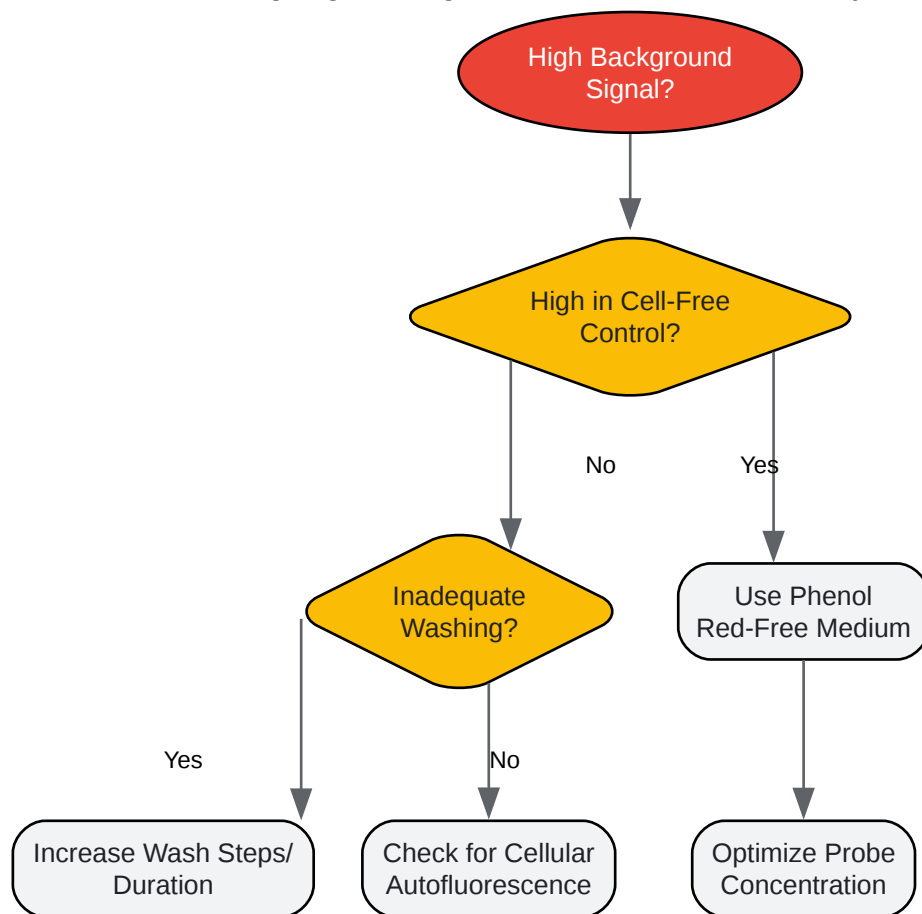 High Background
Signal?
High in Cell-Free
Control?
No
Yes
Inadequate
Washing?
Use Phenol
Red-Free Medium
Yes
No
Increase Wash Steps/
Duration
Check for Cellular
Autofluorescence
Optimize Probe
Concentration